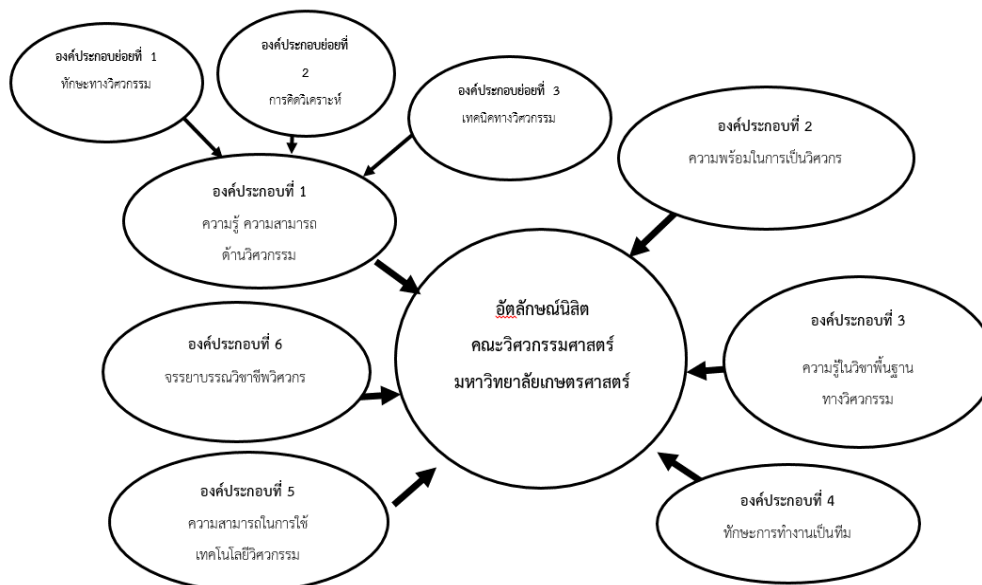 องค์ประกอบย่อยที่ 1
ทักษะทางวิศวกรรม
องค์ประกอบย่อยที่
2
การคิดวิเคราะห์
องค์ประกอบย่อยที่ 3
เทคนิคทางวิศวกรรม
องค์ประกอบที่ 1
ความรู้ ความสามารถ
ด้านวิศวกรรม
องค์ประกอบที่ 2
ความพร้อมในการเป็นวิศวกร
อัตลักษณ์นิสิต
คณะวิศวกรรมศาสตร์
มหาวิทยาลัยเกษตรศาสตร์
องค์ประกอบที่ 3
ความรู้ในวิชาพื้นฐาน
ทางวิศวกรรม
องค์ประกอบที่ 6
จรรยาบรรณวิชาชีพวิศวกร
องค์ประกอบที่ 5
ความสามารถในการใช้
เทคโนโลยีวิศวกรรม
องค์ประกอบที่ 4
ทักษะการทำงานเป็นทีม